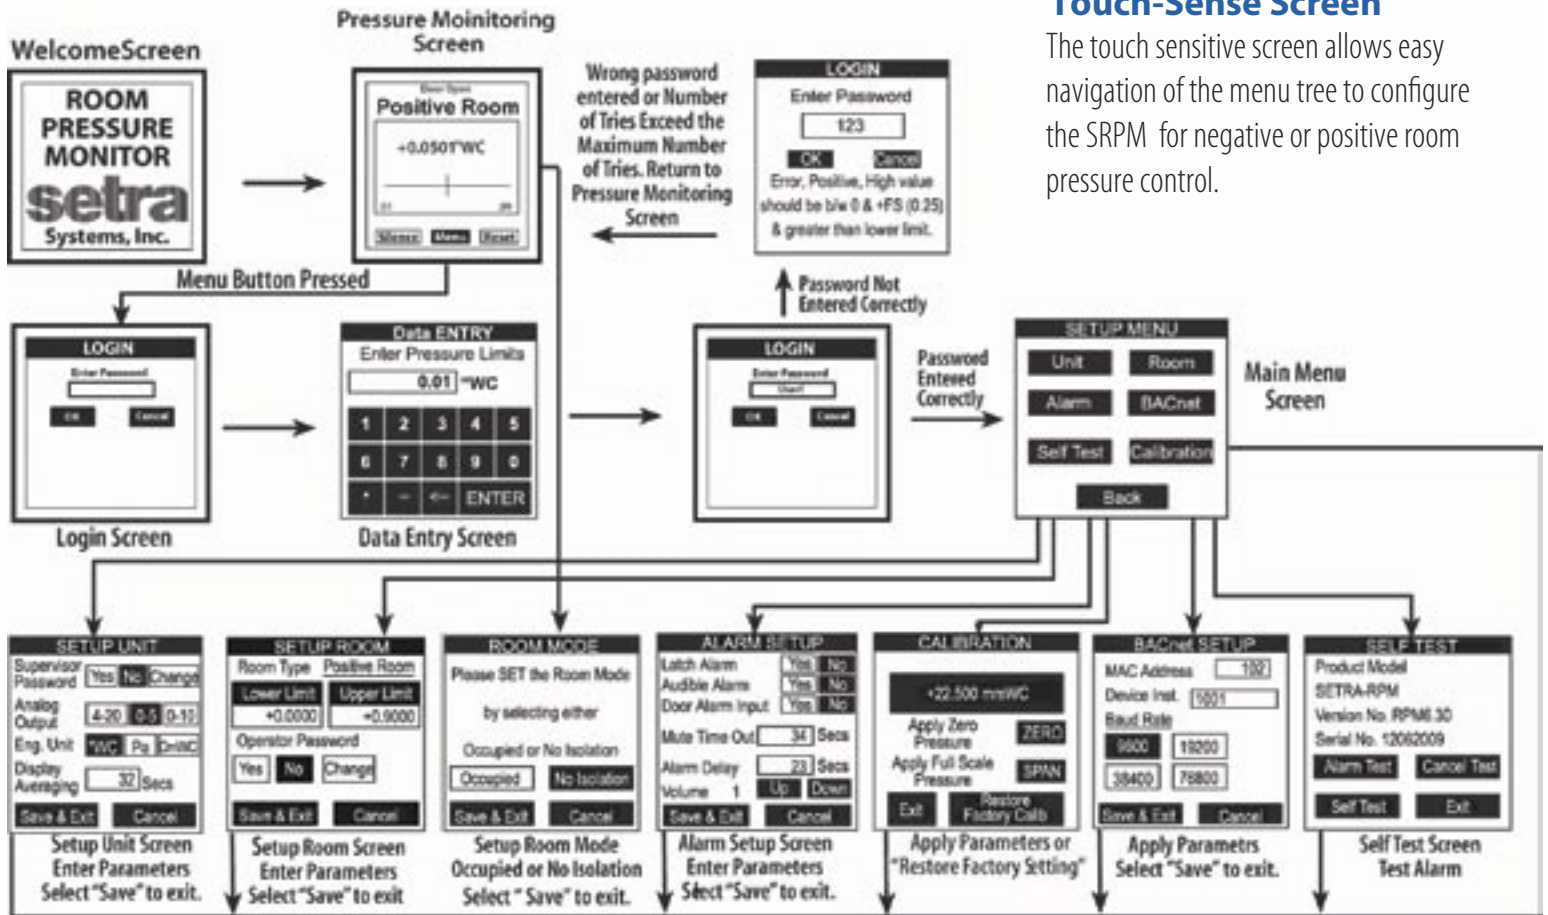 Touch-Sense Screen
The touch sensitive screen allows easy
navigation of the menu tree to configure
the SRPM for negative or positive room
pressure control.
WelcomeScreen
ROOM
PRESSURE
MONITOR
setra
Systems, Inc.
Pressure Moinitoring
Screen
Door Open
Positive Room
+0.0501"WC
Silence Menu Reset
Wrong password
entered or Number
of Tries Exceed the
Maximum Number
of Tries. Return to
Pressure Monitoring
Screen
LOGIN
Enter Password
123
OK Cancel
Error, Positive, High value
should be b/w 0 & +FS (0.25)
& greater than lower limit.
Menu Button Pressed
Password Not
Entered Correctly
LOGIN
Enter Password
OK Cancel
Login Screen
Data ENTRY
Enter Pressure Limits
0.01 "WC
1 2 3 4 5
6 7 8 9 0
— <- ENTER
Data Entry Screen
LOGIN
Enter Password
OK Cancel
Password
Entered
Correctly
SETUP MENU
Unit Room
Alarm BACnet
Self Test Calibration
Back
Main Menu
Screen
SETUP UNIT
Supervisor
Password Yes No Change
Analog
Output 4-20 0-5 0-10
Eng. Unit "WC Pa
Display
Averaging 32 Secs
Save & Exit Cancel
Setup Unit Screen
Enter Parameters
Select "Save" to exit.
SETUP ROOM
Room Type Positive Room
Lower Limit Upper Limit
+0.0000 +0.9000
Operator Password
Yes No Change
Save & Exit Cancel
Setup Room Screen
Enter Parameters
Select "Save" to exit
ROOM MODE
Please SET the Room Mode
by selecting either
Occupied or No Isolation
Occupied No Isolation
Save & Exit Cancel
Setup Room Mode
Occupied or No Isolation
Select " Save" to exit.
ALARM SETUP
Latch Alarm Yes No
Audible Alarm Yes No
Door Alarm Input Yes No
Mute Time Out 34 Secs
Alarm Delay 23 Secs
Volume 1 Up Down
Save & Exit Cancel
Alarm Setup Screen
Enter Parameters
Select "Save" to exit.
CALIBRATION
+22.500 mmWC
Apply Zero
Pressure ZERO
Apply Full Scale
Pressure SPAN
Exit Restore
Factory Calib
Apply Parameters or
"Restore Factory Setting"
BACnet SETUP
MAC Address 102
Device Inst. 1001
Baud Rate
9600 19200
38400 76800
Save & Exit Cancel
Apply Parametrs
Select "Save" to exit.
SELF TEST
Product Model
SETRA-RPM
Version No. RPM6.30
Serial No. 12062009
Alarm Test Cancel Test
Self Test Exit
Self Test Screen
Test Alarm